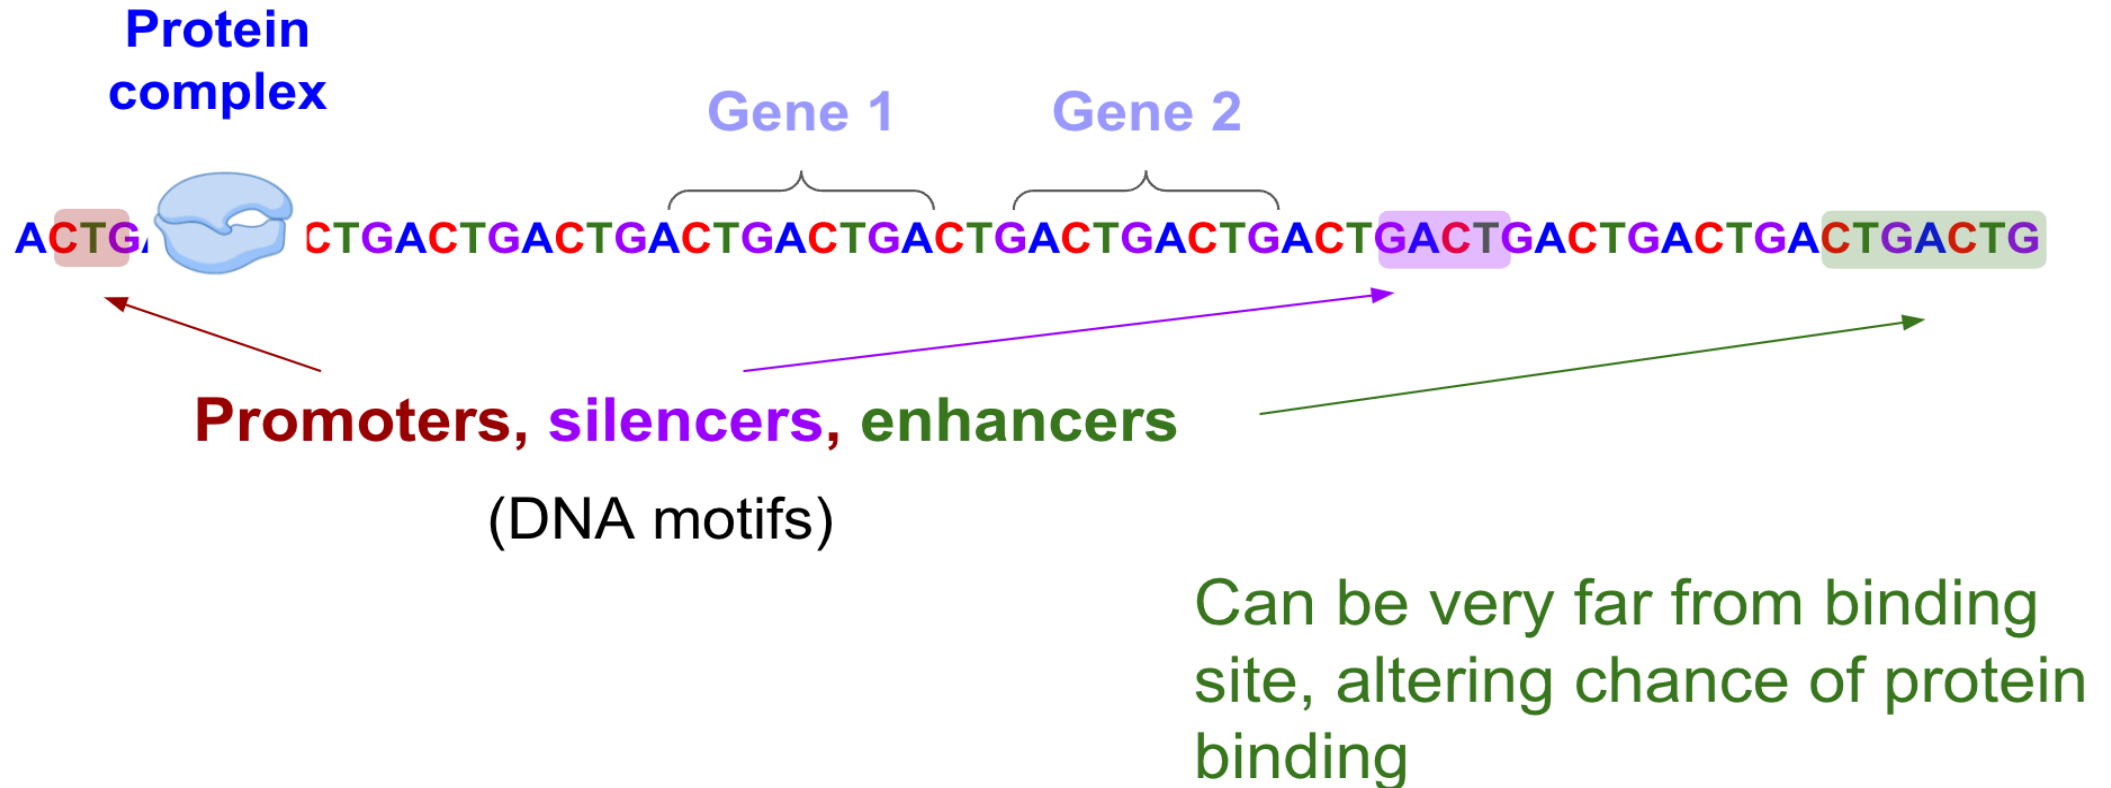 Protein
complex
Gene 1
Gene 2
ACTGA CTGACTGACTGACTGACTGACTGACTGACTGACTGACTGACTGACTGACTGACTG
Promoters, silencers, enhancers
(DNA motifs)
Can be very far from binding
site, altering chance of protein
binding